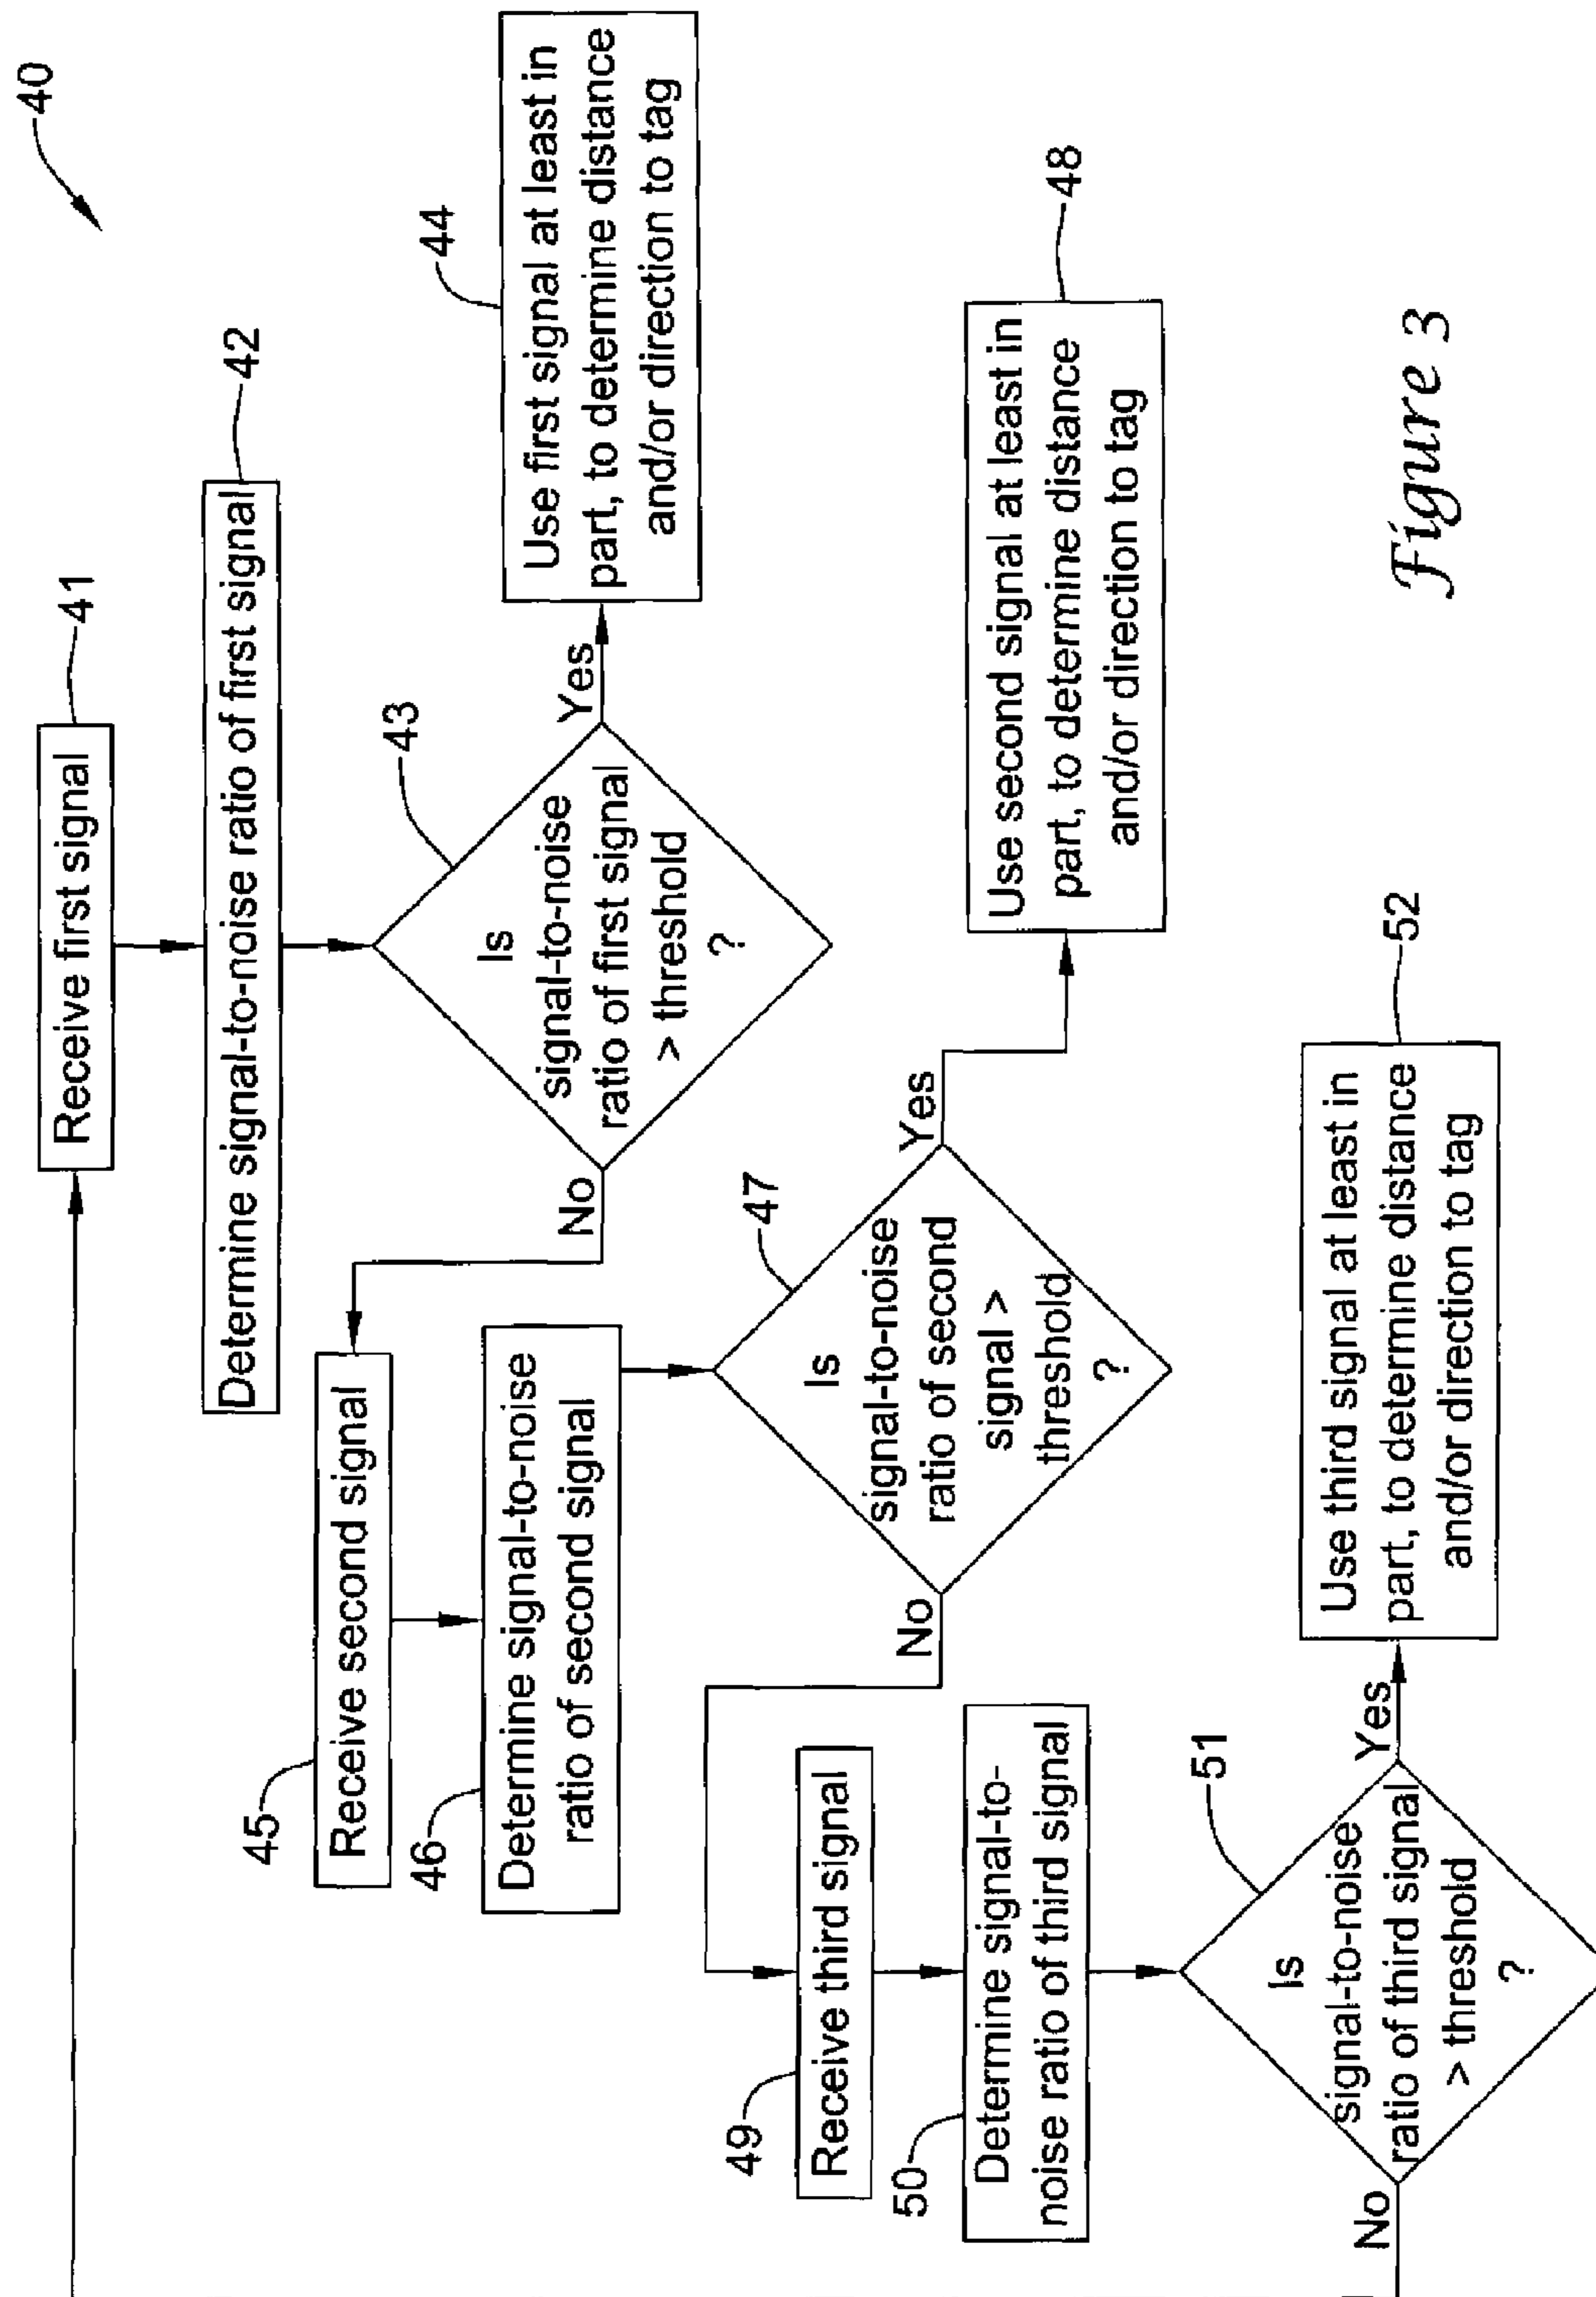 40
41
Receive first signal
42
Determine signal-to-noise ratio of first signal
43
Is
signal-to-noise
ratio of first signal
> threshold
?
Yes
No
44
Use first signal at least in
part, to determine distance
and/or direction to tag
45
Receive second signal
46
Determine signal-to-noise
ratio of second signal
47
Is
signal-to-noise
ratio of second
signal >
threshold
?
Yes
No
48
Use second signal at least in
part, to determine distance
and/or direction to tag
49
Receive third signal
50
Determine signal-to-
noise ratio of third signal
51
Is
signal-to-noise
ratio of third signal
> threshold
?
Yes
No
52
Use third signal at least in
part, to determine distance
and/or direction to tag
Figure 3